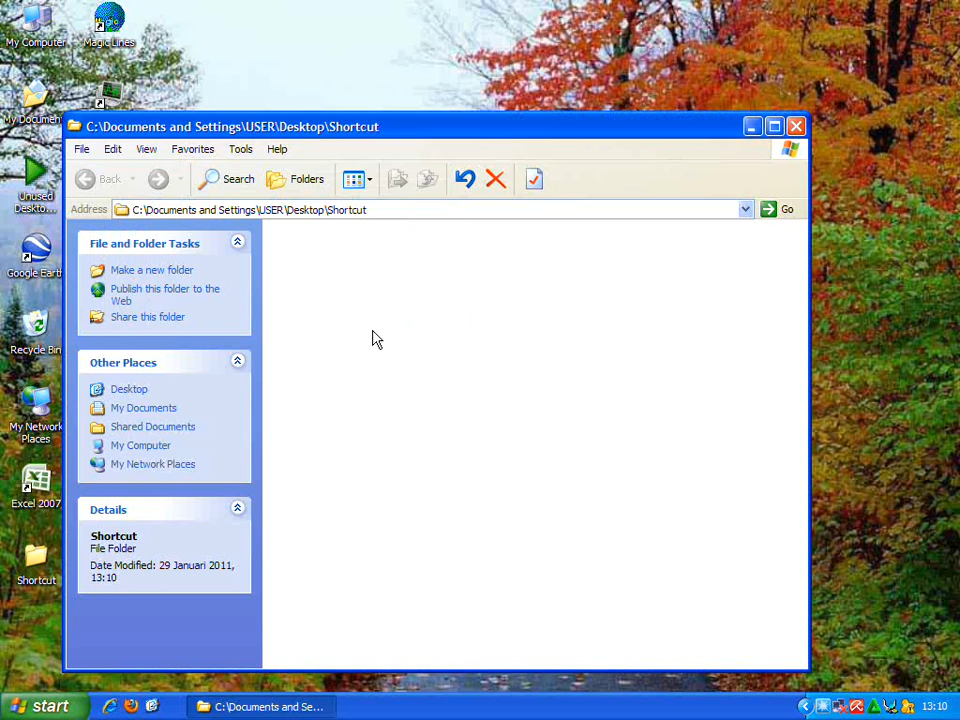 My Computer
Magic Lines
My Documen
Unused
Deskto...
Google Earth
Recycle Bin
My Network
Places
Excel 2007
Shortcut
C:\Documents and Settings\USER\Desktop\Shortcut
File Edit View Favorites Tools Help
Back Search Folders
Address C:\Documents and Settings\USER\Desktop\Shortcut Go
File and Folder Tasks
Make a new folder
Publish this folder to the
Web
Share this folder
Other Places
Desktop
My Documents
Shared Documents
My Computer
My Network Places
Details
Shortcut
File Folder
Date Modified: 29 Januari 2011,
13:10
start C:\Documents and Se... 13:10